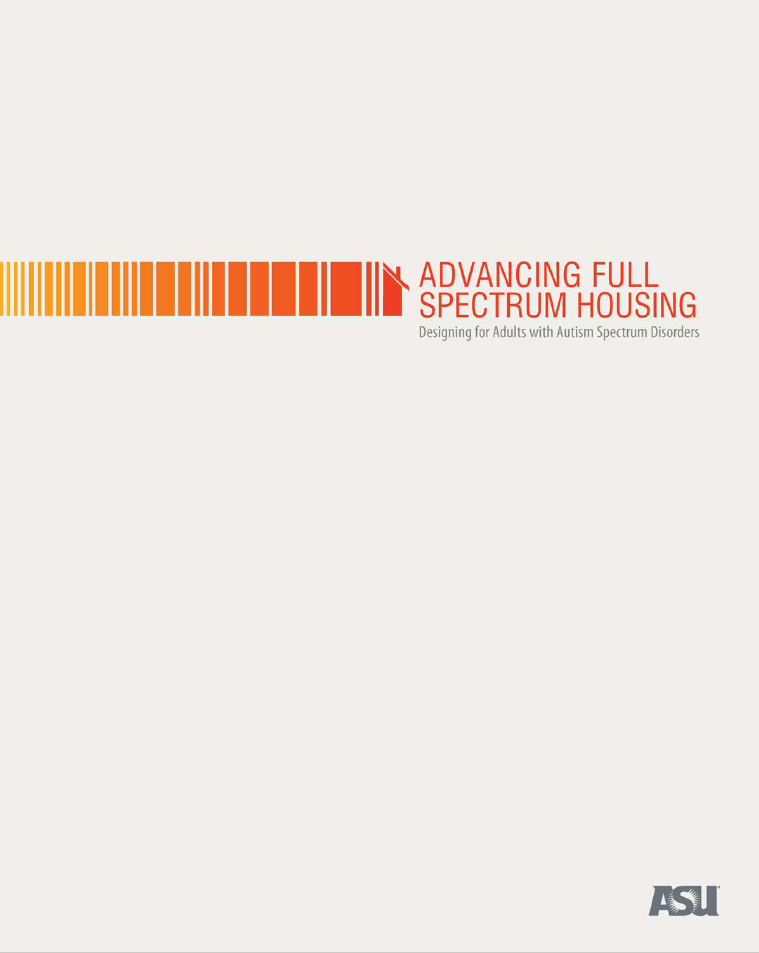 ADVANCING FULL
SPECTRUM HOUSING
Designing for Adults with Autism Spectrum Disorders
ASU